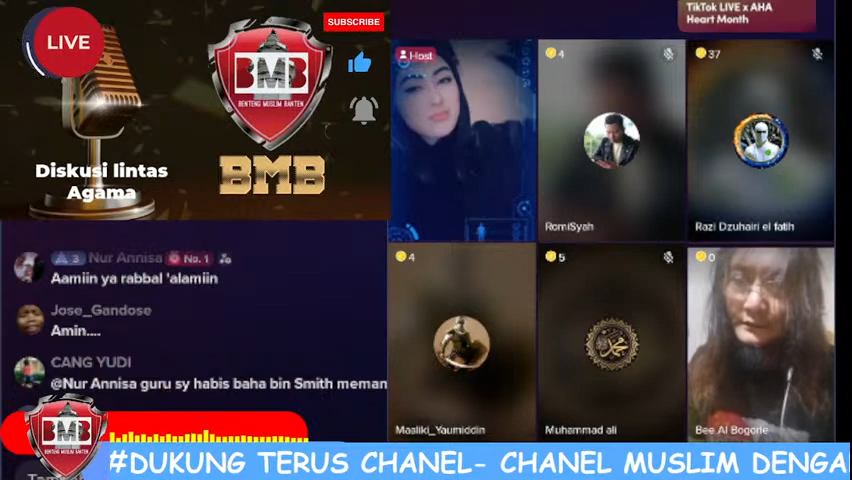 LIVE
SUBSCRIBE
BMB
BENTENG MUSLIM BANTEN
BMB
Diskusi lintas
Agama
TikTok LIVE x AHA
Heart Month
Host
4
37
RomiSyah
Razi Dzuhairi el fatih
3 Nur Annisa No. 1
Aamiin ya rabbal 'alamiin
Jose_Gandose
Amin....
CANG YUDI
@Nur Annisa guru sy habis baha bin Smith meman
4
5
0
Maaliki_Yaumiddin
Muhammad ali
Bee Al Bogorie
محمد
BMB
#DUKUNG TERUS CHANEL- CHANEL MUSLIM DENGA